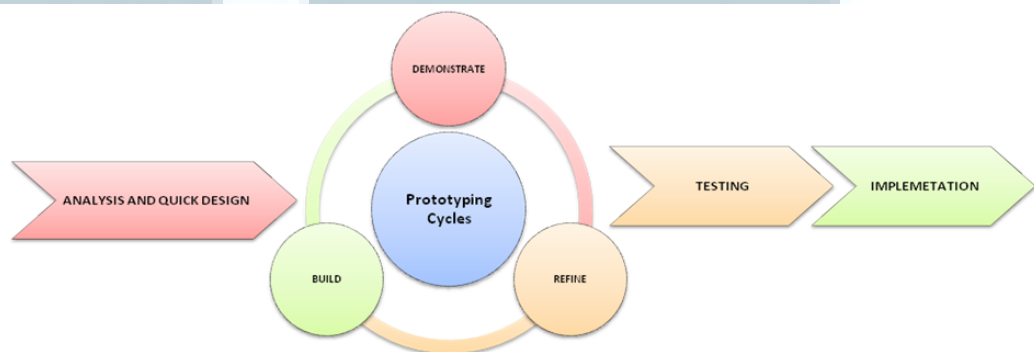 DEMONSTRATE
ANALYSIS AND QUICK DESIGN
Prototyping
Cycles
TESTING
IMPLEMETATION
BUILD
REFINE